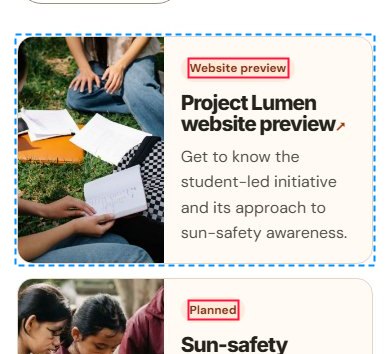 Website preview
Project Lumen
website preview↗
Get to know the
student-led initiative
and its approach to
sun-safety awareness.
Planned
Sun-safety